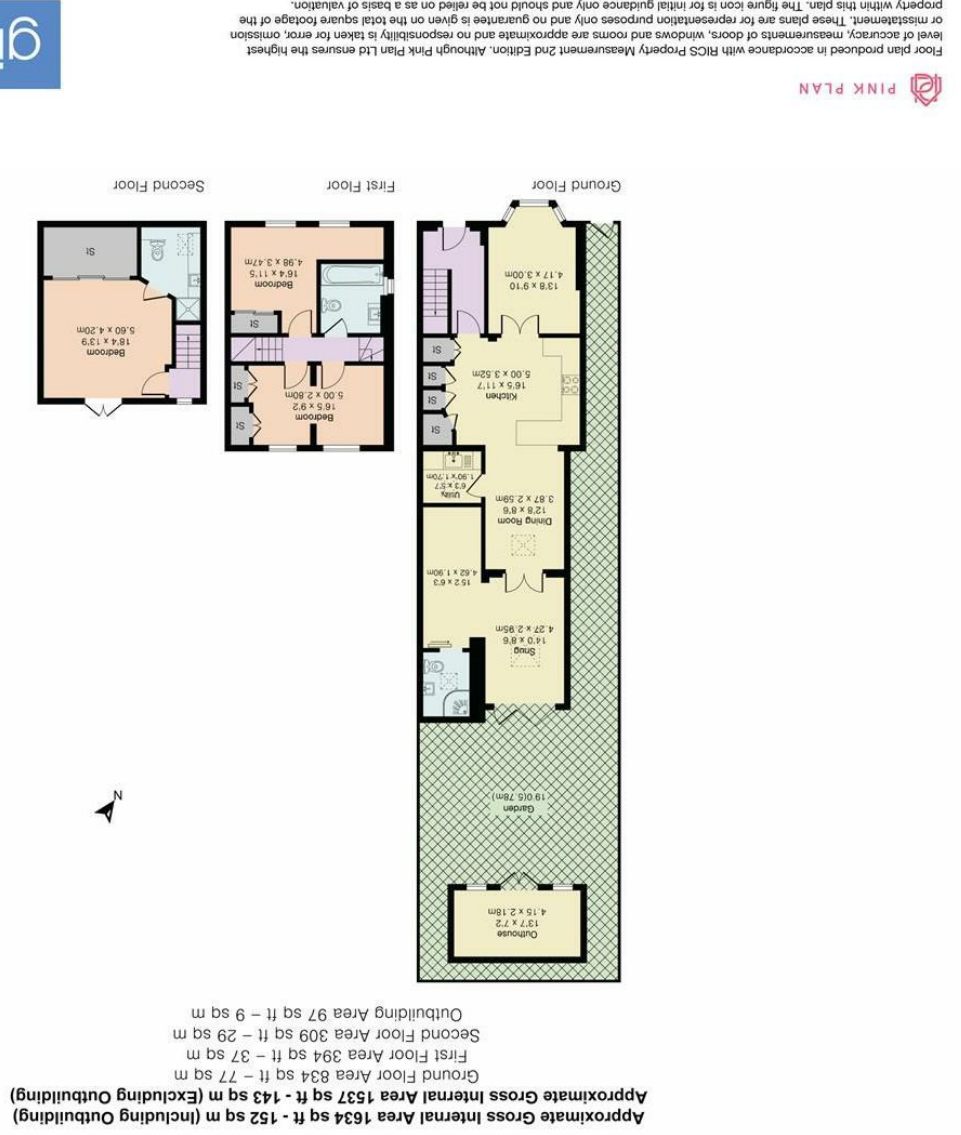 Approximate Gross Internal Area 1634 sq ft - 152 sq m (Including Outbuilding)
Approximate Gross Internal Area 1537 sq ft - 143 sq m (Excluding Outbuilding)
Ground Floor Area 834 sq ft – 77 sq m
First Floor Area 394 sq ft – 37 sq m
Second Floor Area 309 sq ft – 29 sq m
Outbuilding Area 97 sq ft – 9 sq m
Outhouse
13'7 x 7'2
4.15 x 2.18m
Garden
19.0(5.78m)
N
Snug
14'0 x 8'6
4.27 x 2.95m
15'2 x 6'3
4.62 x 1.90m
Dining Room
12'8 x 8'6
3.87 x 2.59m
Utility
6'3 x 5'7
1.90 x 1.70m
St
St
St
St
Kitchen
16'5 x 11'7
5.00 x 3.52m
13'8 x 9'10
4.17 x 3.00m
Ground Floor
Bedroom
16'5 x 9'2
5.00 x 2.80m
St
St
St
Bedroom
16'4 x 11'5
4.98 x 3.47m
First Floor
Bedroom
18'4 x 13'9
5.60 x 4.20m
St
Second Floor
PINK PLAN
Floor plan produced in accordance with RICS Property Measurement 2nd Edition. Although Pink Plan Ltd ensures the highest
level of accuracy, measurements of doors, windows and rooms are approximate and no responsibility is taken for error, omission
or misstatement. These plans are for representation purposes only and no guarantee is given on the total square footage of the
property within this plan. The figure icon is for initial guidance only and should not be relied on as a basis of valuation.